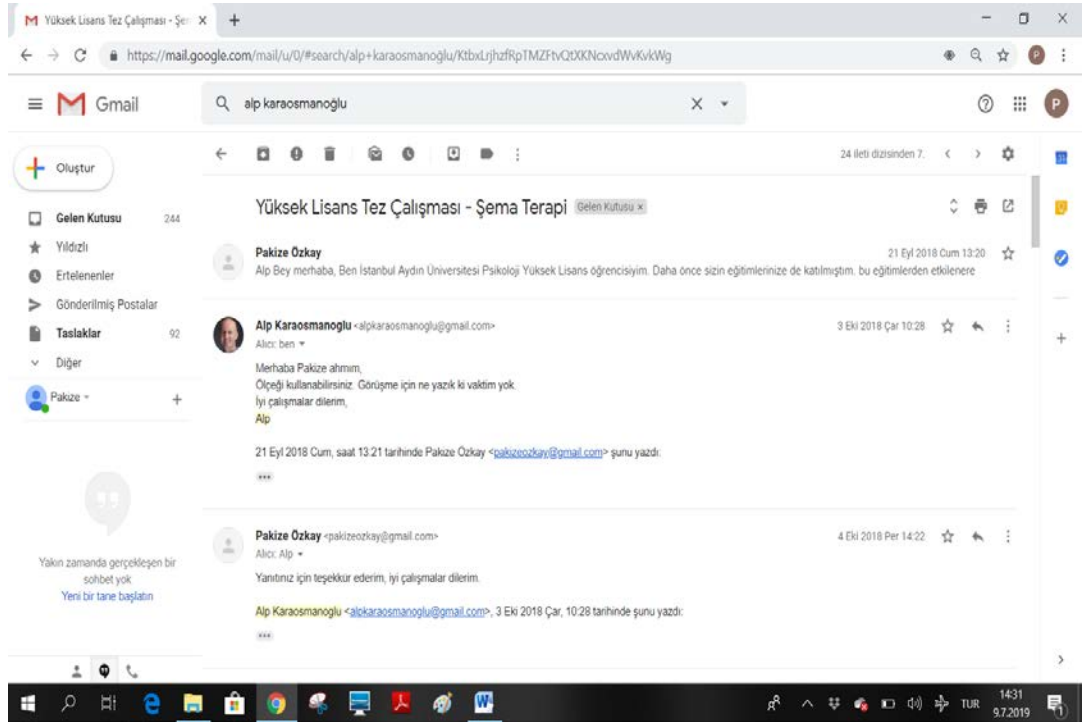 Yüksek Lisans Tez Çalışması - Şe
https://mail.google.com/mail/u/0/#search/alp+karaosmanoğlu/KtbxLrjhzfRpTMZFtvQtXKNcxvdWvKvkWg
Gmail
alp karaosmanoğlu
P
Oluştur
24 ileti dizisinden 7.
Yüksek Lisans Tez Çalışması - Şema Terapi Gelen Kutusu x
Gelen Kutusu 244
Yıldızlı
Ertelenenler
Gönderilmiş Postalar
Taslaklar 92
Diğer
Pakize
Pakize Özkay 21 Eyl 2018 Cum 13:20
Alp Bey merhaba, Ben İstanbul Aydın Üniversitesi Psikoloji Yüksek Lisans öğrencisiyim. Daha önce sizin eğitimlerinize de katılmıştım. bu eğitimlerden etkilenere
Alp Karaosmanoglu <alpkaraosmanoglu@gmail.com> 3 Eki 2018 Çar 10:28
Alıcı: ben
Merhaba Pakize ahmım,
Ölçeği kullanabilirsiniz. Görüşme için ne yazık ki vaktim yok.
İyi çalışmalar dilerim,
Alp
21 Eyl 2018 Cum, saat 13:21 tarihinde Pakize Özkay <pakizeozkay@gmail.com> şunu yazdı:
Pakize Özkay <pakizeozkay@gmail.com> 4 Eki 2018 Per 14:22
Alıcı: Alp
Yanıtınız için teşekkür ederim, iyi çalışmalar dilerim.
Alp Karaosmanoglu <alpkaraosmanoglu@gmail.com>, 3 Eki 2018 Çar, 10:28 tarihinde şunu yazdı:
Yakın zamanda gerçekleşen bir
sohbet yok
Yeni bir tane başlatın
TUR
14:31
9.7.2019